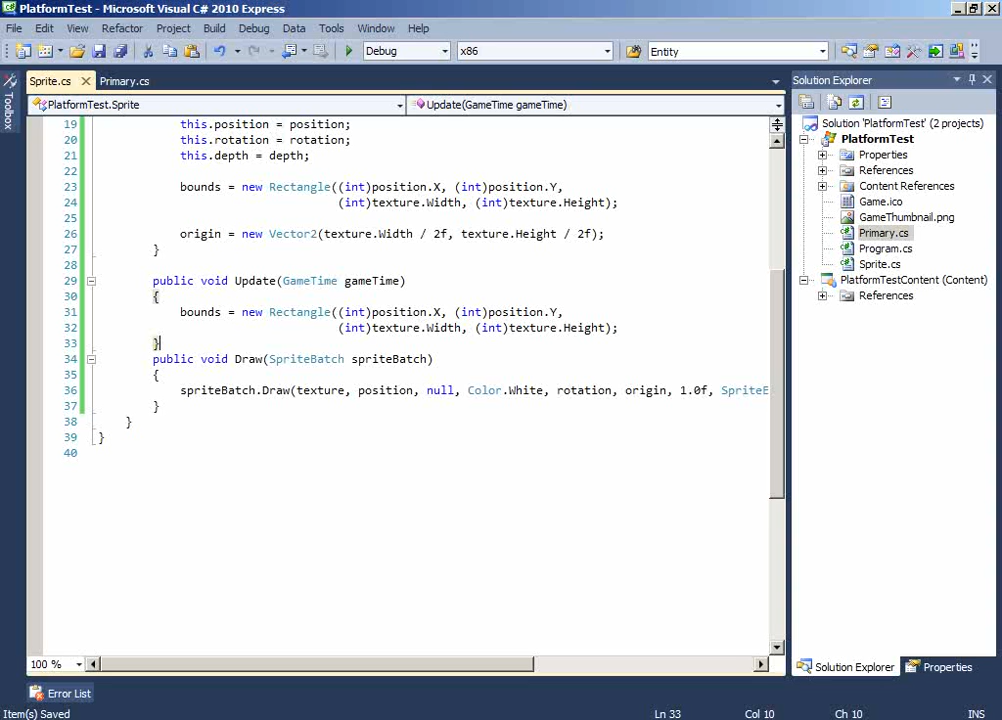 PlatformTest - Microsoft Visual C# 2010 Express
File Edit View Refactor Project Build Debug Data Tools Window Help
Debug x86 Entity
Toolbox
Sprite.cs Primary.cs
PlatformTest.Sprite Update(GameTime gameTime)
19 this.position = position;
20 this.rotation = rotation;
21 this.depth = depth;
22
23 bounds = new Rectangle((int)position.X, (int)position.Y,
24 (int)texture.Width, (int)texture.Height);
25
26 origin = new Vector2(texture.Width / 2f, texture.Height / 2f);
27 }
28
29 public void Update(GameTime gameTime)
30 {
31 bounds = new Rectangle((int)position.X, (int)position.Y,
32 (int)texture.Width, (int)texture.Height);
33 }
34 public void Draw(SpriteBatch spriteBatch)
35 {
36 spriteBatch.Draw(texture, position, null, Color.White, rotation, origin, 1.0f, SpriteE
37 }
38 }
39 }
40
100 %
Solution Explorer
Solution 'PlatformTest' (2 projects)
PlatformTest
Properties
References
Content References
Game.ico
GameThumbnail.png
Primary.cs
Program.cs
Sprite.cs
PlatformTestContent (Content)
References
Solution Explorer Properties
Error List
Item(s) Saved Ln 33 Col 10 Ch 10 INS